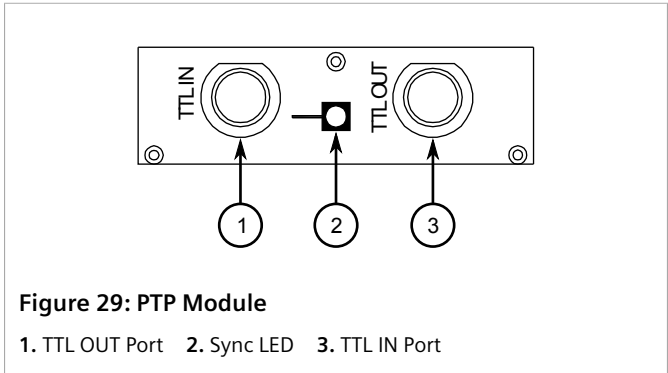 TTL IN
TTL OUT
1
2
3
Figure 29: PTP Module
1. TTL OUT Port 2. Sync LED 3. TTL IN Port